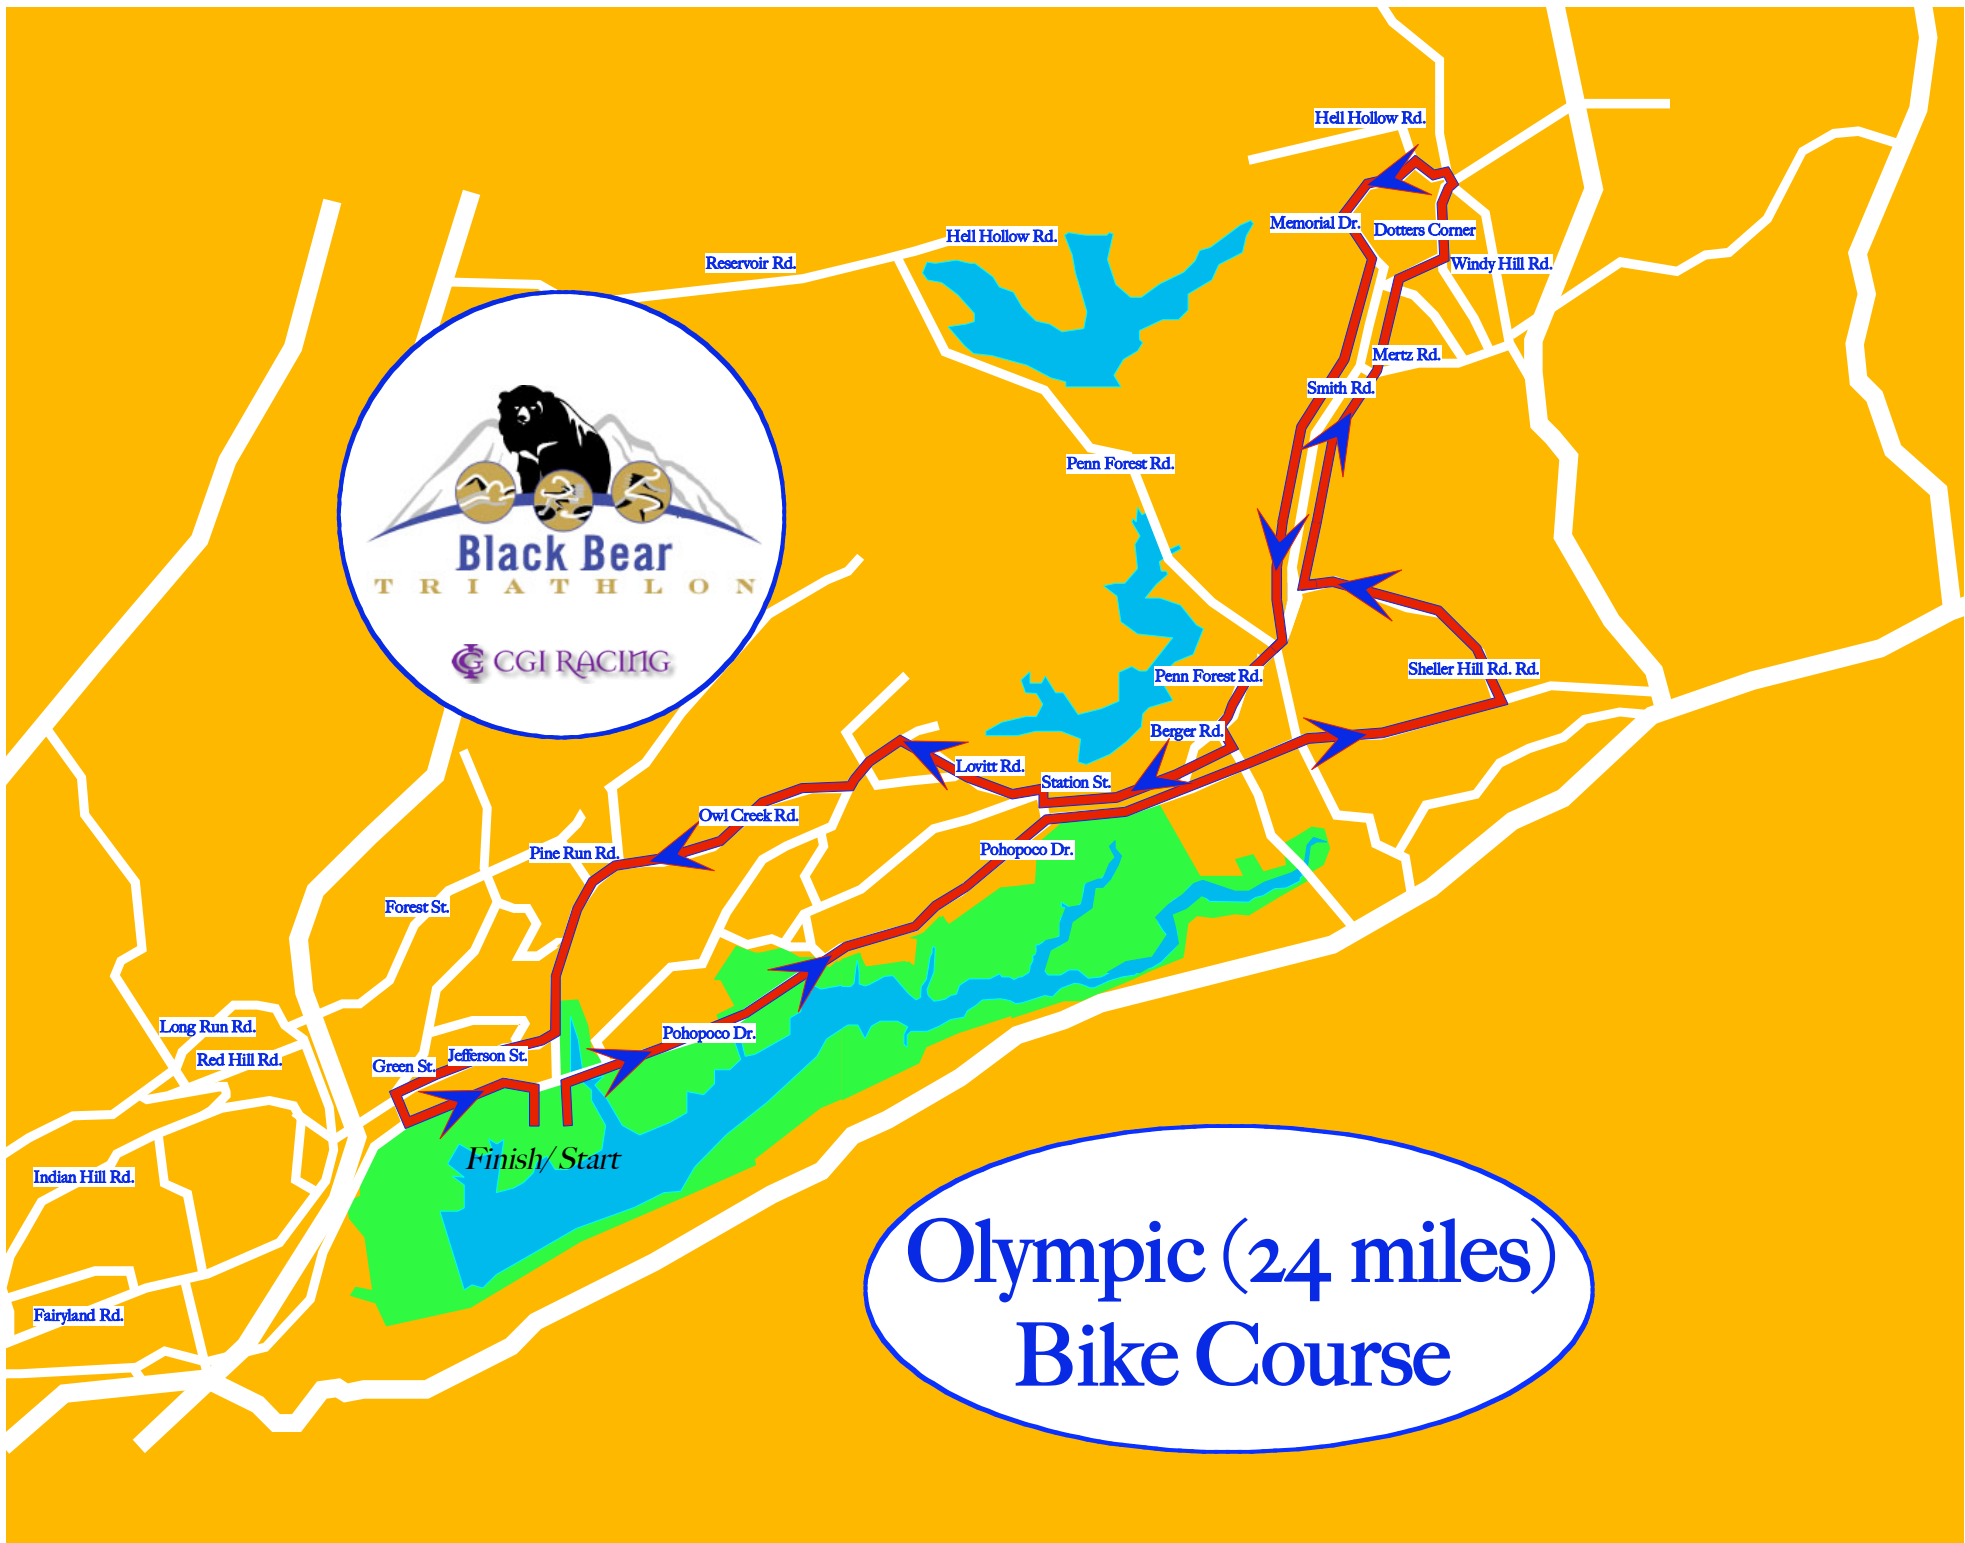 Hell Hollow Rd.
Memorial Dr.
Dotters Corner
Hell Hollow Rd.
Reservoir Rd.
Windy Hill Rd.
Mertz Rd.
Smith Rd.
Penn Forest Rd.
Black Bear
TRIATHLON
CGI RACING
Sheller Hill Rd. Rd.
Penn Forest Rd.
Berger Rd.
Lovitt Rd.
Station St.
Owl Creek Rd.
Pohopoco Dr.
Pine Run Rd.
Forest St.
Long Run Rd.
Pohopoco Dr.
Red Hill Rd.
Jefferson St.
Green St.
Finish/ Start
Indian Hill Rd.
Fairyland Rd.
Olympic (24 miles)
Bike Course